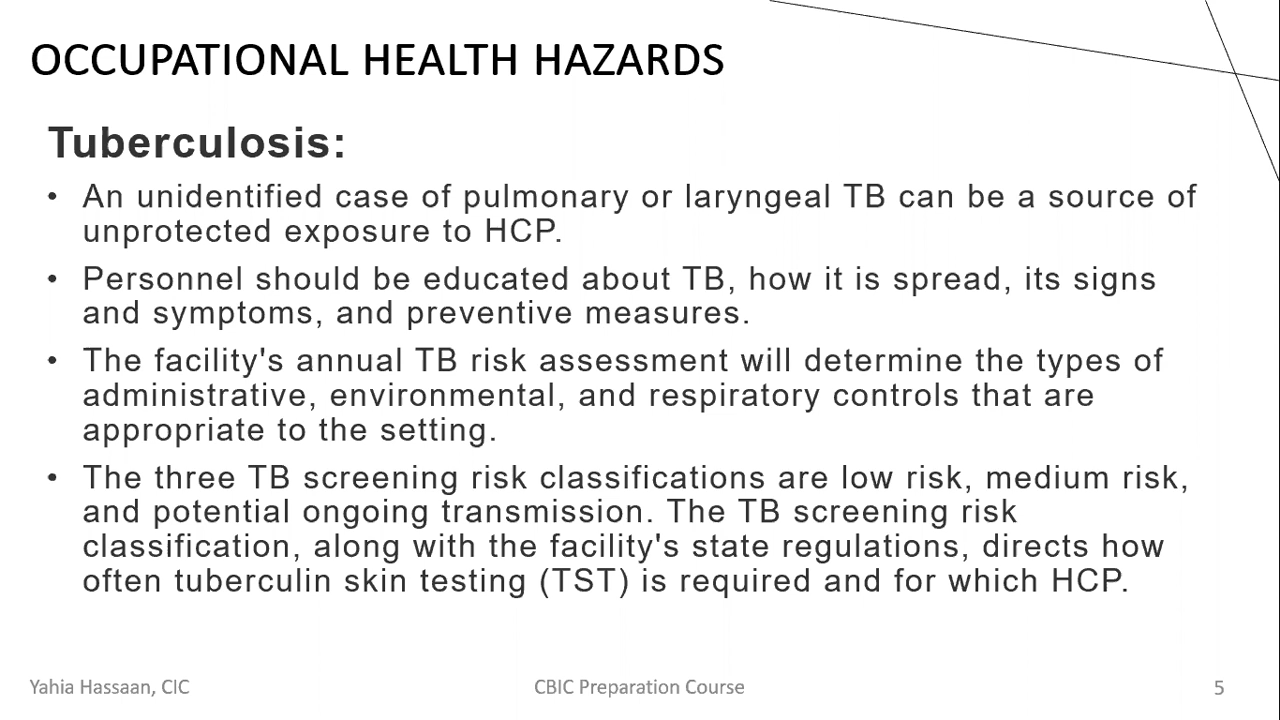 OCCUPATIONAL HEALTH HAZARDS
Tuberculosis:
• An unidentified case of pulmonary or laryngeal TB can be a source of
unprotected exposure to HCP.
• Personnel should be educated about TB, how it is spread, its signs
and symptoms, and preventive measures.
• The facility's annual TB risk assessment will determine the types of
administrative, environmental, and respiratory controls that are
appropriate to the setting.
• The three TB screening risk classifications are low risk, medium risk,
and potential ongoing transmission. The TB screening risk
classification, along with the facility's state regulations, directs how
often tuberculin skin testing (TST) is required and for which HCP.
Yahia Hassaan, CIC
CBIC Preparation Course
5